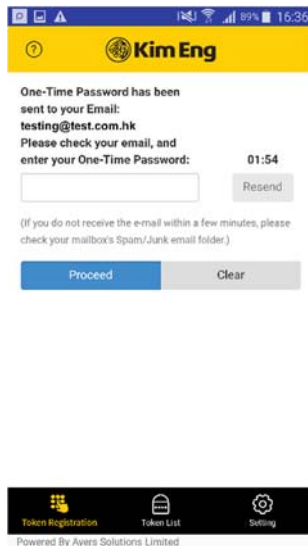 89% 16:36
Kim Eng
One-Time Password has been
sent to your Email:
testing@test.com.hk
Please check your email, and
enter your One-Time Password: 01:54
Resend
(If you do not receive the e-mail within a few minutes, please
check your mailbox's Spam/Junk email folder.)
Proceed Clear
Token Registration Token List Setting
Powered By Ayers Solutions Limited